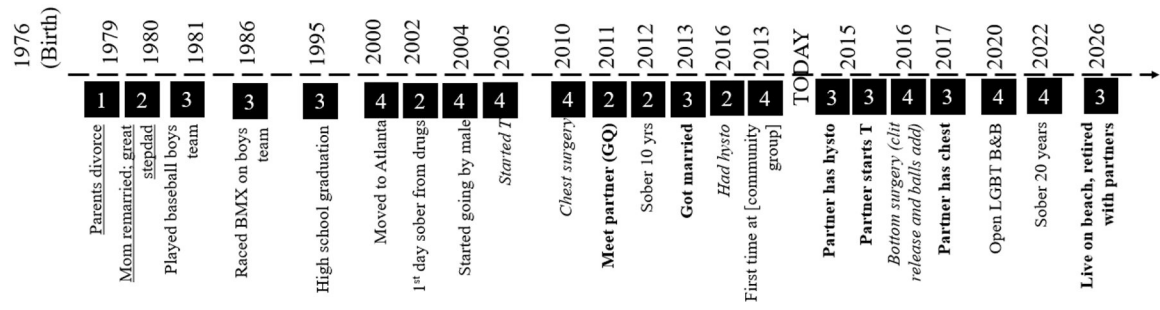 1976
(Birth)
1979
1980
1981
1986
1995
2000
2002
2004
2005
2010
2011
2012
2013
2016
2013
TODAY
2015
2016
2017
2020
2022
2026
1
2
3
3
3
4
2
4
4
4
2
2
3
2
4
3
3
4
3
4
4
3
Parents divorce
Mom remarried; great
stepdad
Played baseball boys
team
Raced BMX on boys
team
High school graduation
Moved to Atlanta
1st day sober from drugs
Started going by male
Started T
Chest surgery
Meet partner (GQ)
Sober 10 yrs
Got married
Had hysto
First time at [community
group]
Partner has hysto
Partner starts T
Bottom surgery (clit
release and balls add)
Partner has chest
Open LGBT B&B
Sober 20 years
Live on beach, retired
with partners